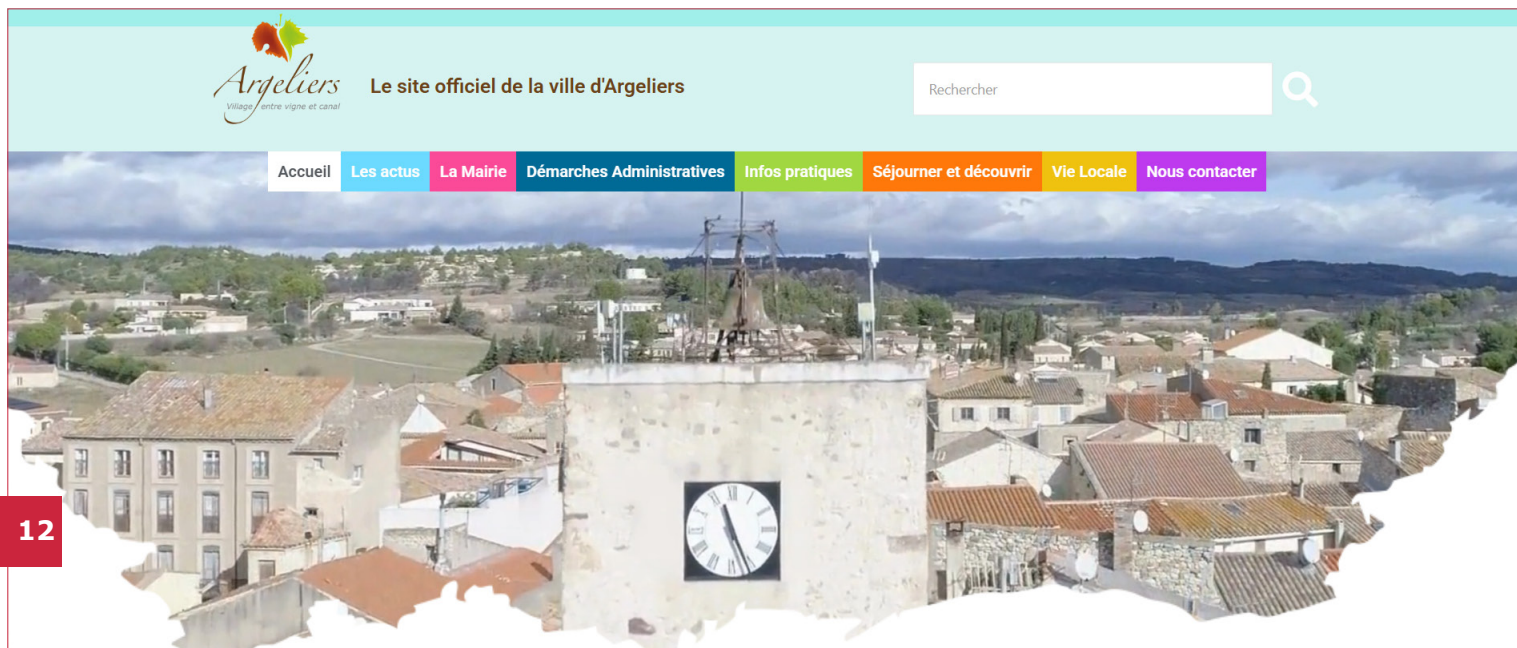 Argeliers
Village entre vigne et canal
Le site officiel de la ville d'Argeliers
Rechercher
Accueil
Les actus
La Mairie
Démarches Administratives
Infos pratiques
Séjourner et découvrir
Vie Locale
Nous contacter
12